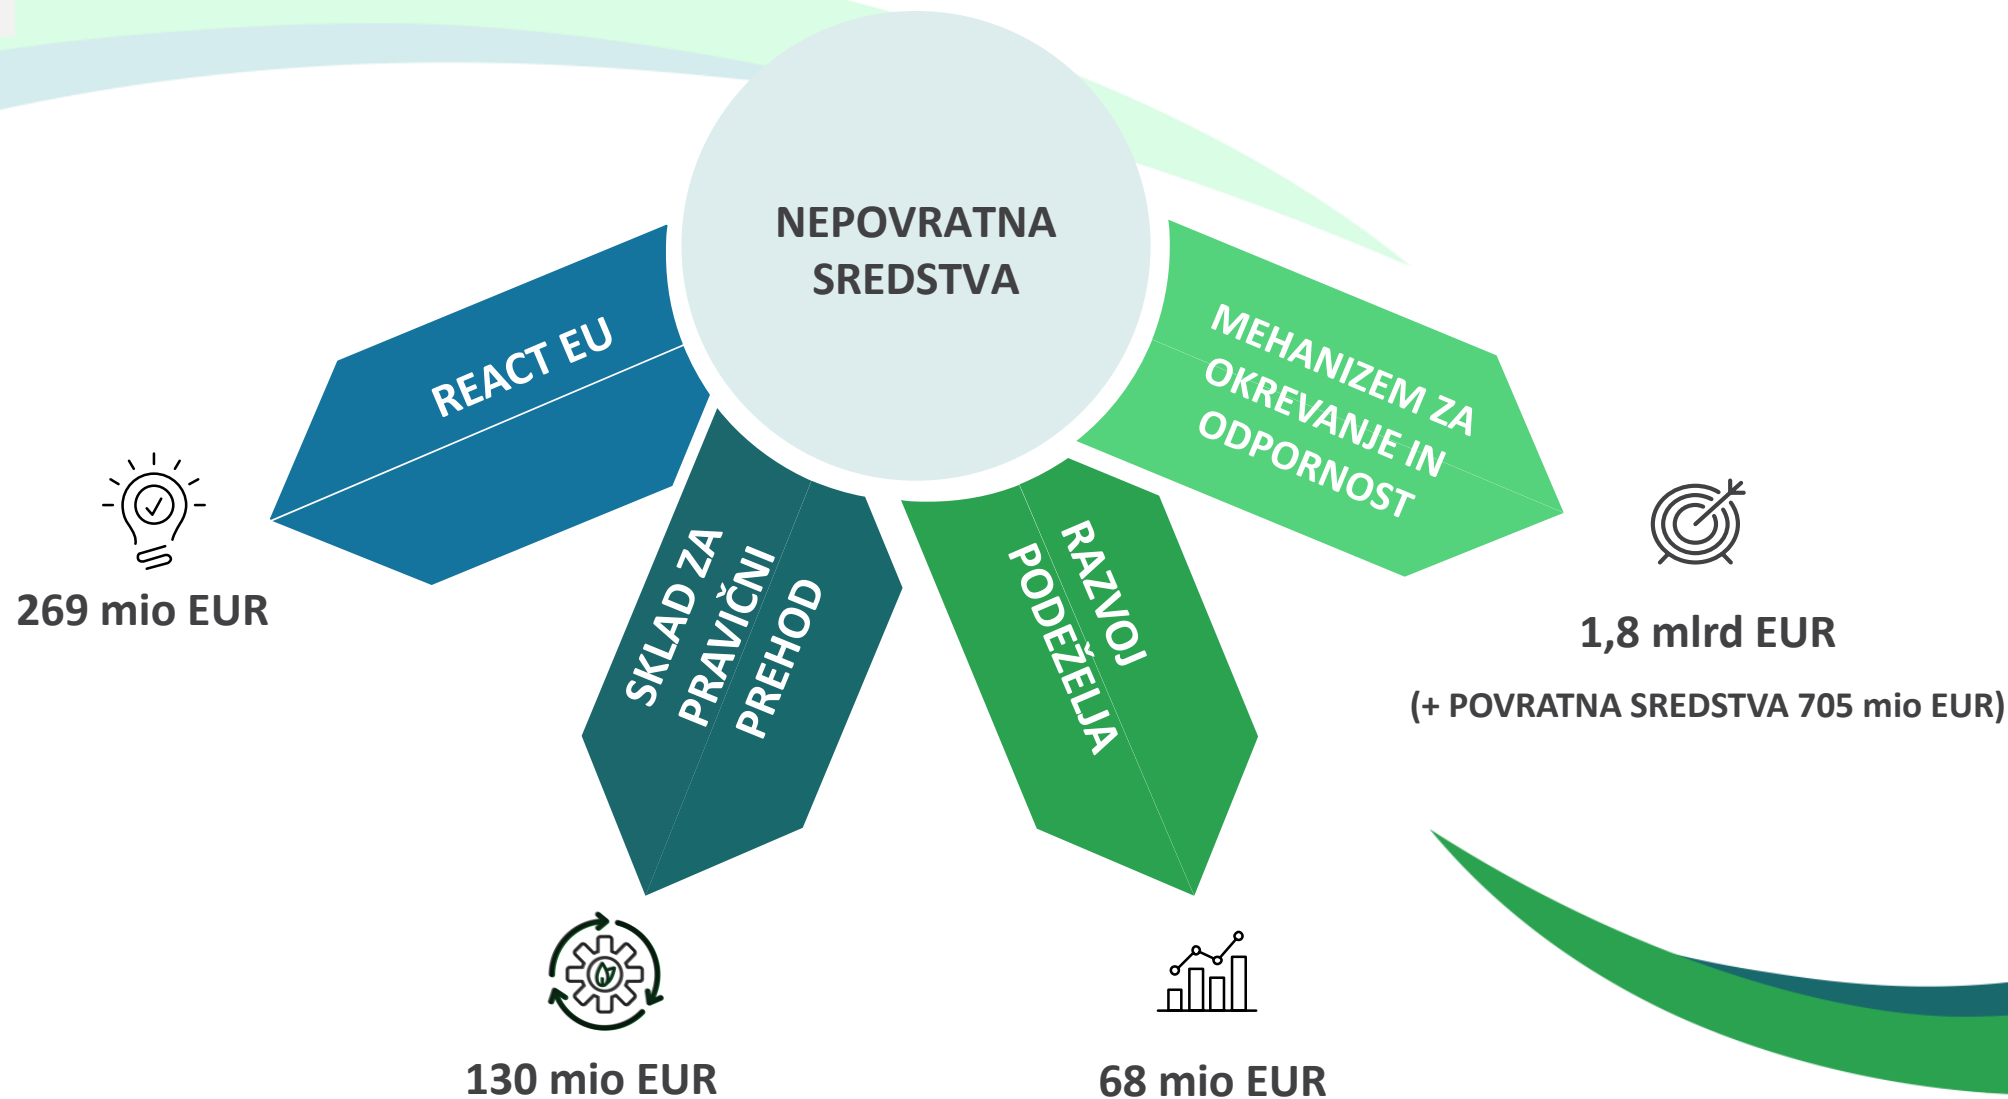 NEPOVRATNA
SREDSTVA
REACT EU
269 mio EUR
SKLAD ZA
PRAVIČNI
PREHOD
130 mio EUR
RAZVOJ
PODEŽELJA
68 mio EUR
MEHANIZEM ZA
OKREVANJE IN
ODPORNOST
1,8 mlrd EUR
(+ POVRATNA SREDSTVA 705 mio EUR)